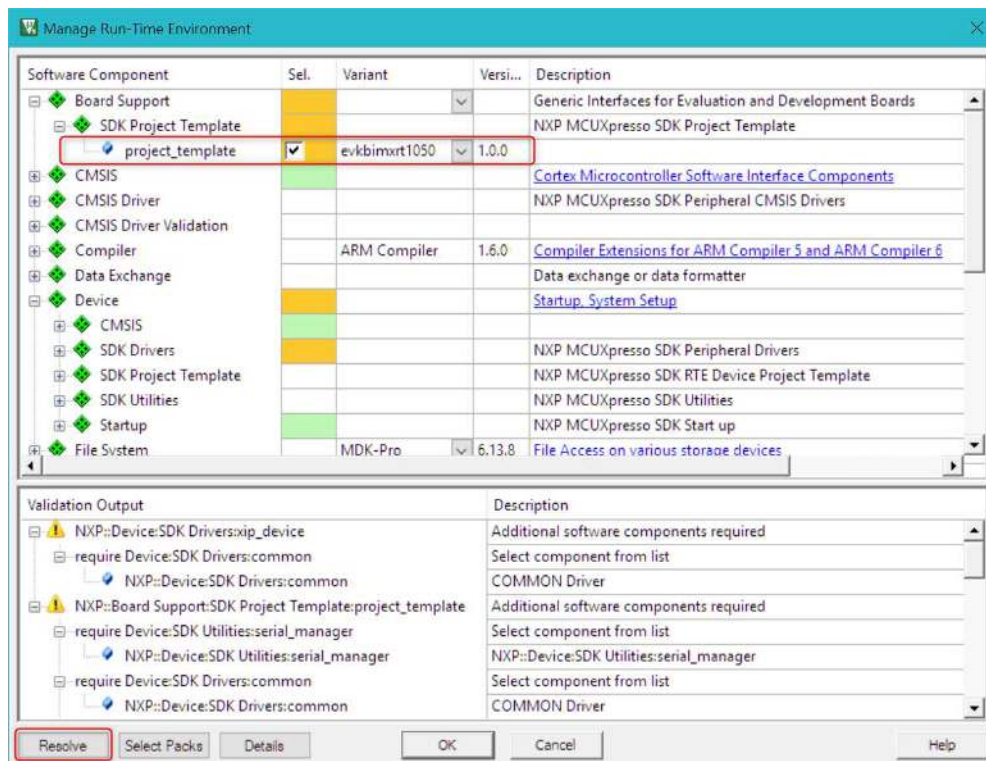 Manage Run-Time Environment
Software Component Sel. Variant Versi... Description
Board Support Generic Interfaces for Evaluation and Development Boards
SDK Project Template NXP MCUXpresso SDK Project Template
project_template evkbimxrt1050 1.0.0
CMSIS Cortex Microcontroller Software Interface Components
CMSIS Driver NXP MCUXpresso SDK Peripheral CMSIS Drivers
CMSIS Driver Validation
Compiler ARM Compiler 1.6.0 Compiler Extensions for ARM Compiler 5 and ARM Compiler 6
Data Exchange Data exchange or data formatter
Device Startup, System Setup
CMSIS
SDK Drivers NXP MCUXpresso SDK Peripheral Drivers
SDK Project Template NXP MCUXpresso SDK RTE Device Project Template
SDK Utilities NXP MCUXpresso SDK Utilities
Startup NXP MCUXpresso SDK Start up
File System MDK-Pro 6.13.8 File Access on various storage devices
Validation Output Description
NXP::Device:SDK Drivers:xip_device Additional software components required
require Device:SDK Drivers:common Select component from list
NXP::Device:SDK Drivers:common COMMON Driver
NXP::Board Support:SDK Project Template:project_template Additional software components required
require Device:SDK Utilities:serial_manager Select component from list
NXP::Device:SDK Utilities:serial_manager NXP::Device:SDK Utilities:serial_manager
require Device:SDK Drivers:common Select component from list
NXP::Device:SDK Drivers:common COMMON Driver
Resolve Select Packs Details OK Cancel Help